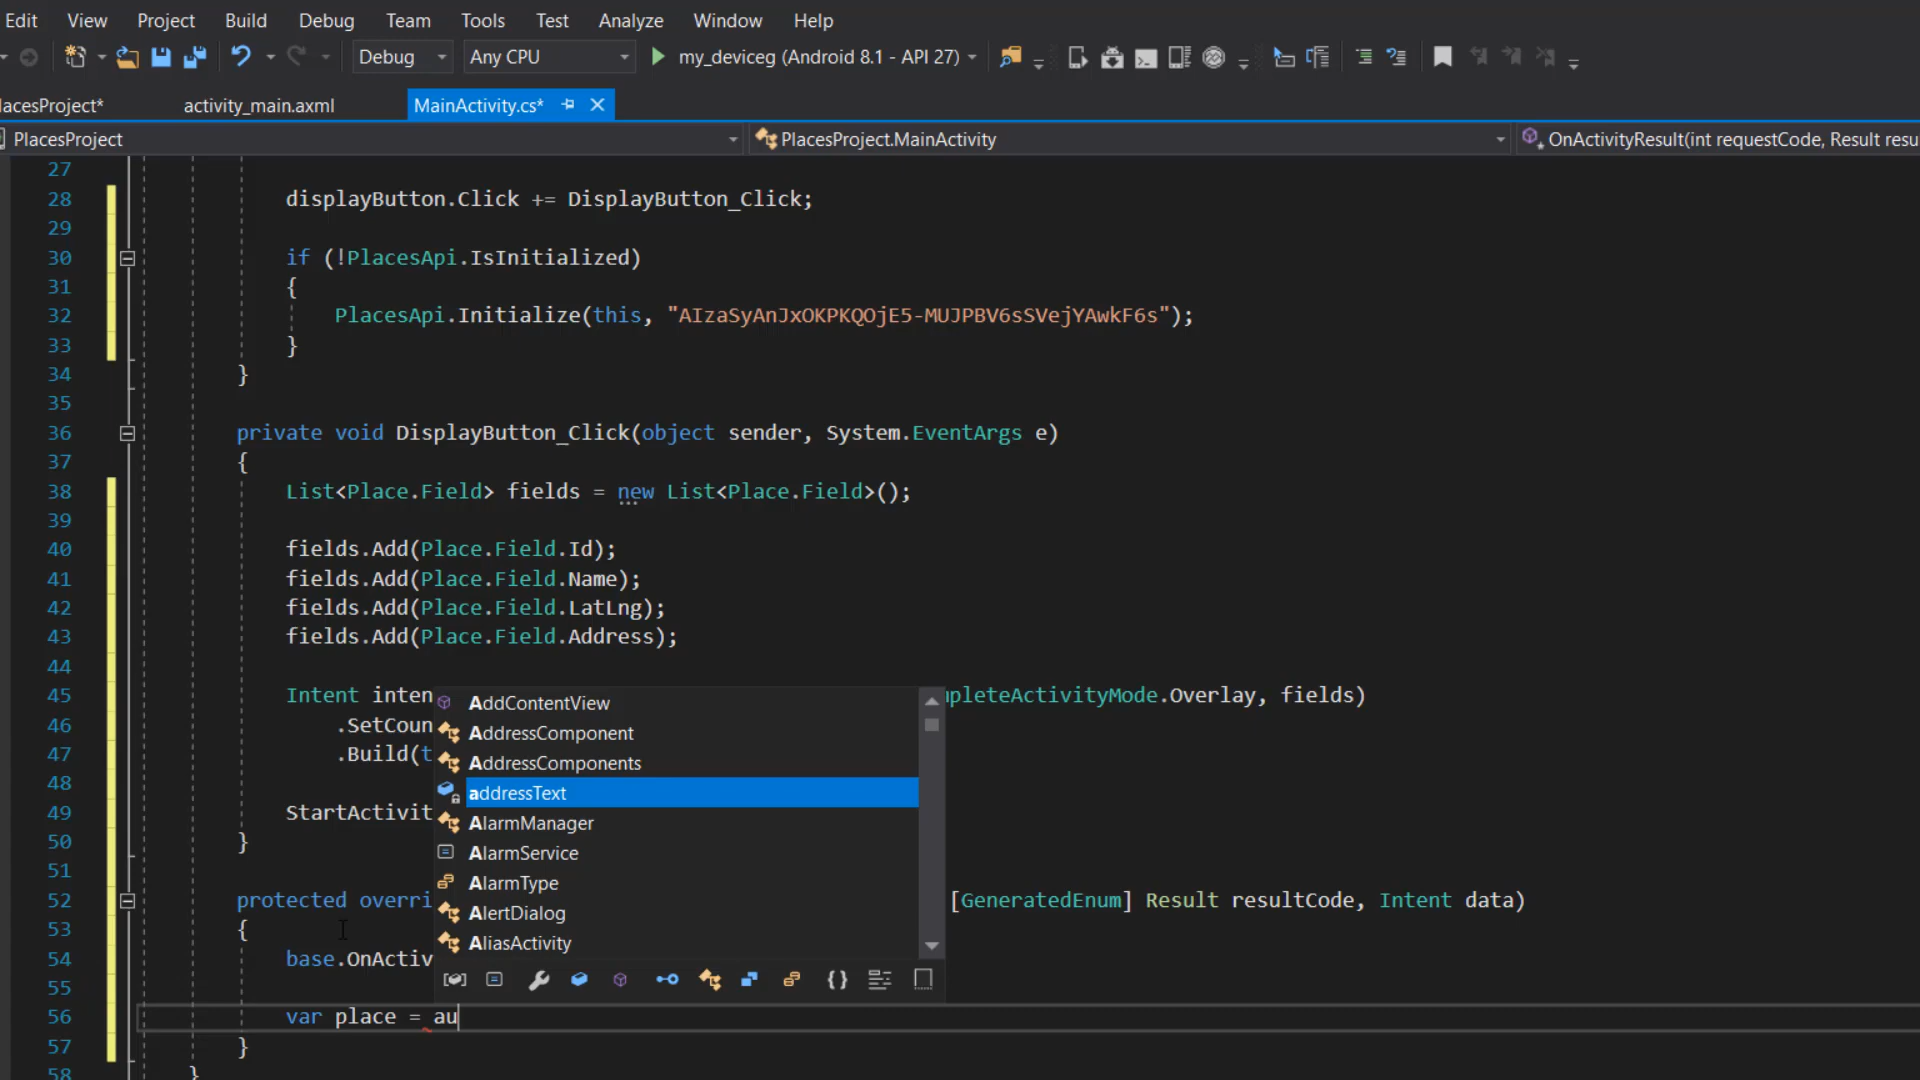 Edit View Project Build Debug Team Tools Test Analyze Window Help
Debug Any CPU my_deviceg (Android 8.1 - API 27)
lacesProject* activity_main.axml MainActivity.cs*
PlacesProject PlacesProject.MainActivity OnActivityResult(int requestCode, Result resu
27
28 displayButton.Click += DisplayButton_Click;
29
30 if (!PlacesApi.IsInitialized)
31 {
32 PlacesApi.Initialize(this, "AIzaSyAnJxOKPKQOjE5-MUJPBV6sSVejYAwkF6s");
33 }
34 }
35
36 private void DisplayButton_Click(object sender, System.EventArgs e)
37 {
38 List<Place.Field> fields = new List<Place.Field>();
39
40 fields.Add(Place.Field.Id);
41 fields.Add(Place.Field.Name);
42 fields.Add(Place.Field.LatLng);
43 fields.Add(Place.Field.Address);
44
45 Intent inten pleteActivityMode.Overlay, fields)
46 .SetCoun
47 .Build(t
48
49 StartActivit
50 }
51
52 protected overri [GeneratedEnum] Result resultCode, Intent data)
53 {
54 base.OnActiv
55
56 var place = au
57 }
58 }
AddContentView
AddressComponent
AddressComponents
addressText
AlarmManager
AlarmService
AlarmType
AlertDialog
AliasActivity